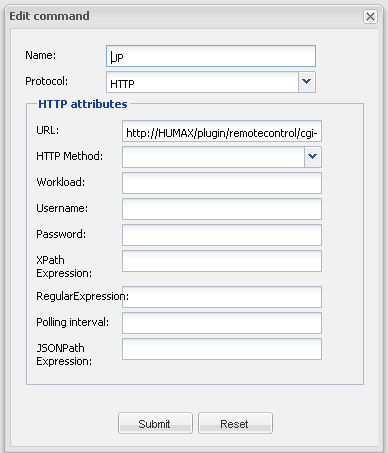 Edit command
Name: UP
Protocol: HTTP
HTTP attributes
URL: http://HUMAX/plugin/remotecontrol/cgi-
HTTP Method:
Workload:
Username:
Password:
XPath
Expression:
RegularExpression:
Polling interval:
JSONPath
Expression:
Submit Reset